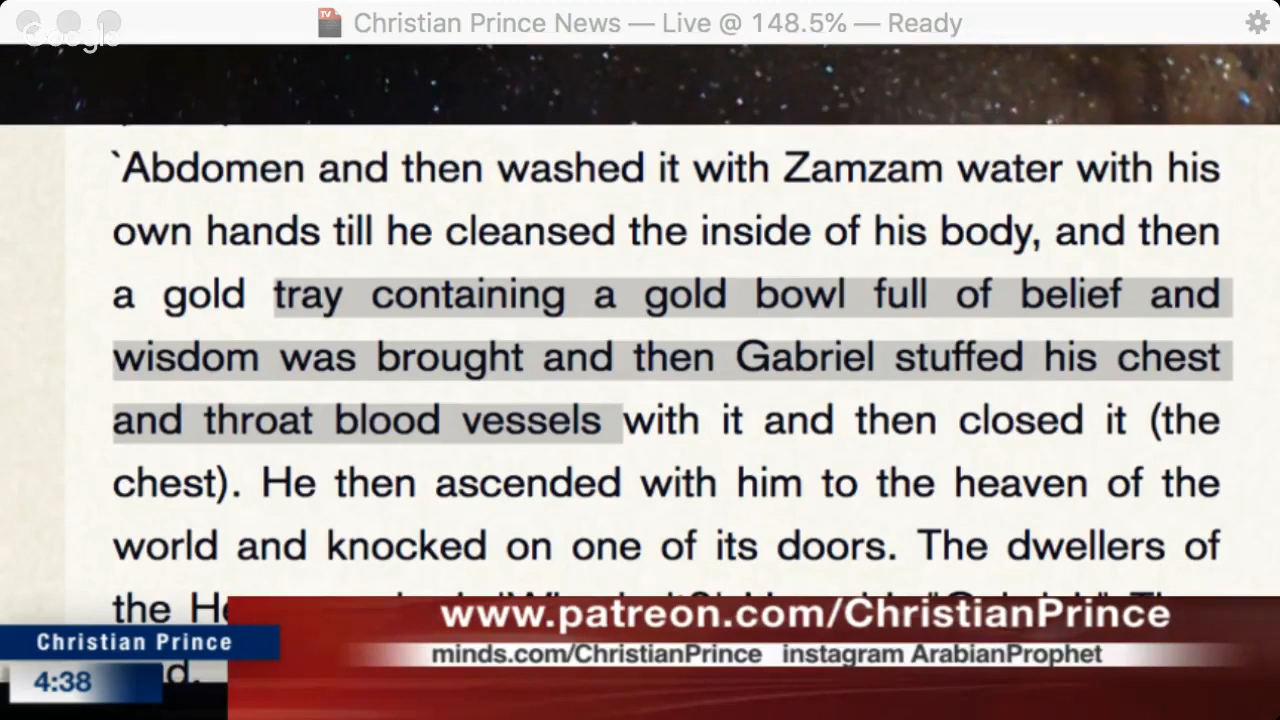 Christian Prince News — Live @ 148.5% — Ready
Google
`Abdomen and then washed it with Zamzam water with his
own hands till he cleansed the inside of his body, and then
a gold tray containing a gold bowl full of belief and
wisdom was brought and then Gabriel stuffed his chest
and throat blood vessels with it and then closed it (the
chest). He then ascended with him to the heaven of the
world and knocked on one of its doors. The dwellers of
the
www.patreon.com/ChristianPrince
Christian Prince
minds.com/ChristianPrince instagram ArabianProphet
4:38